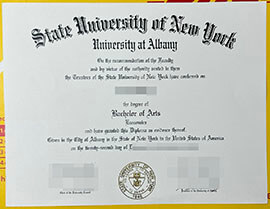 State University of New York
University at Albany
On the recommendation of the Faculty
and by virtue of the authority vested in them
the Trustees of the State University of New York have conferred on
the degree of
Bachelor of Arts
Economics
and have granted this Diploma as evidence thereof
Given in the City of Albany in the State of New York in the United States of America
on the twenty-second day of